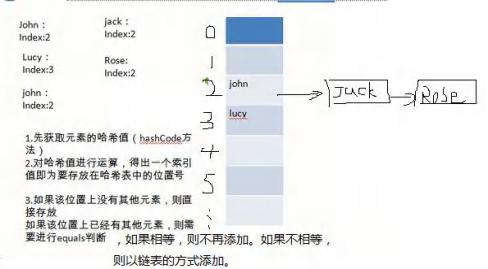 John：
Index:2
jack：
Index:2
Lucy：
Index:3
Rose:
Index:2
john：
Index:2
0
1
2 john Jack Rose
3 lucy
4
5
1.先获取元素的哈希值（hashCode方
法）
2.对哈希值进行运算，得出一个索引
值即为要存放在哈希表中的位置号
3.如果该位置上没有其他元素，则直
接存放
如果该位置上已经有其他元素，则需
要进行equals判断 ，如果相等，则不再添加。如果不相等，
则以链表的方式添加。